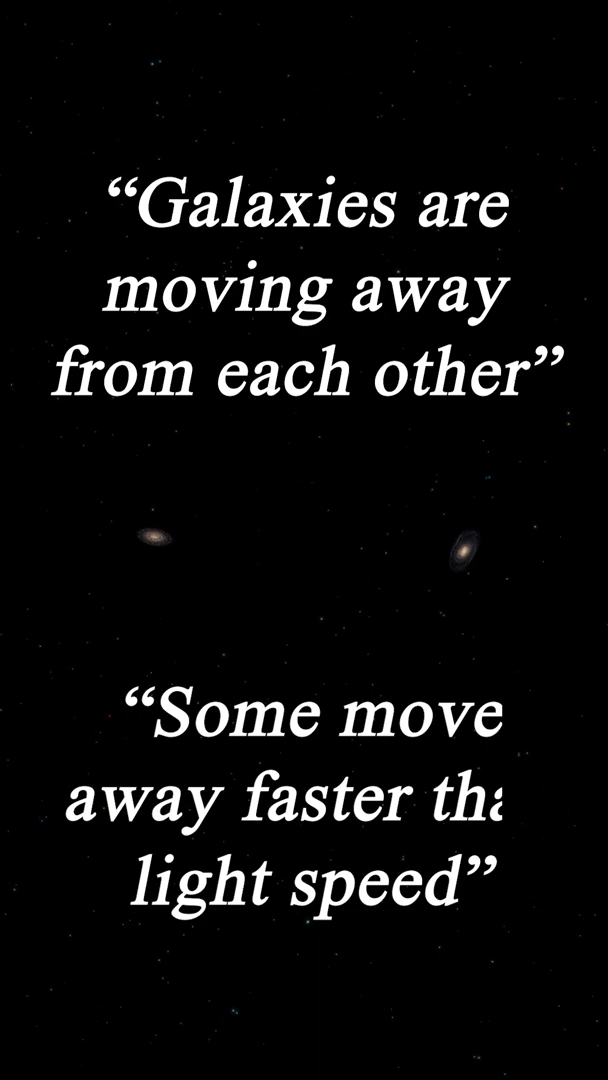 “Galaxies are
moving away
from each other”
“Some move
away faster tha
light speed”